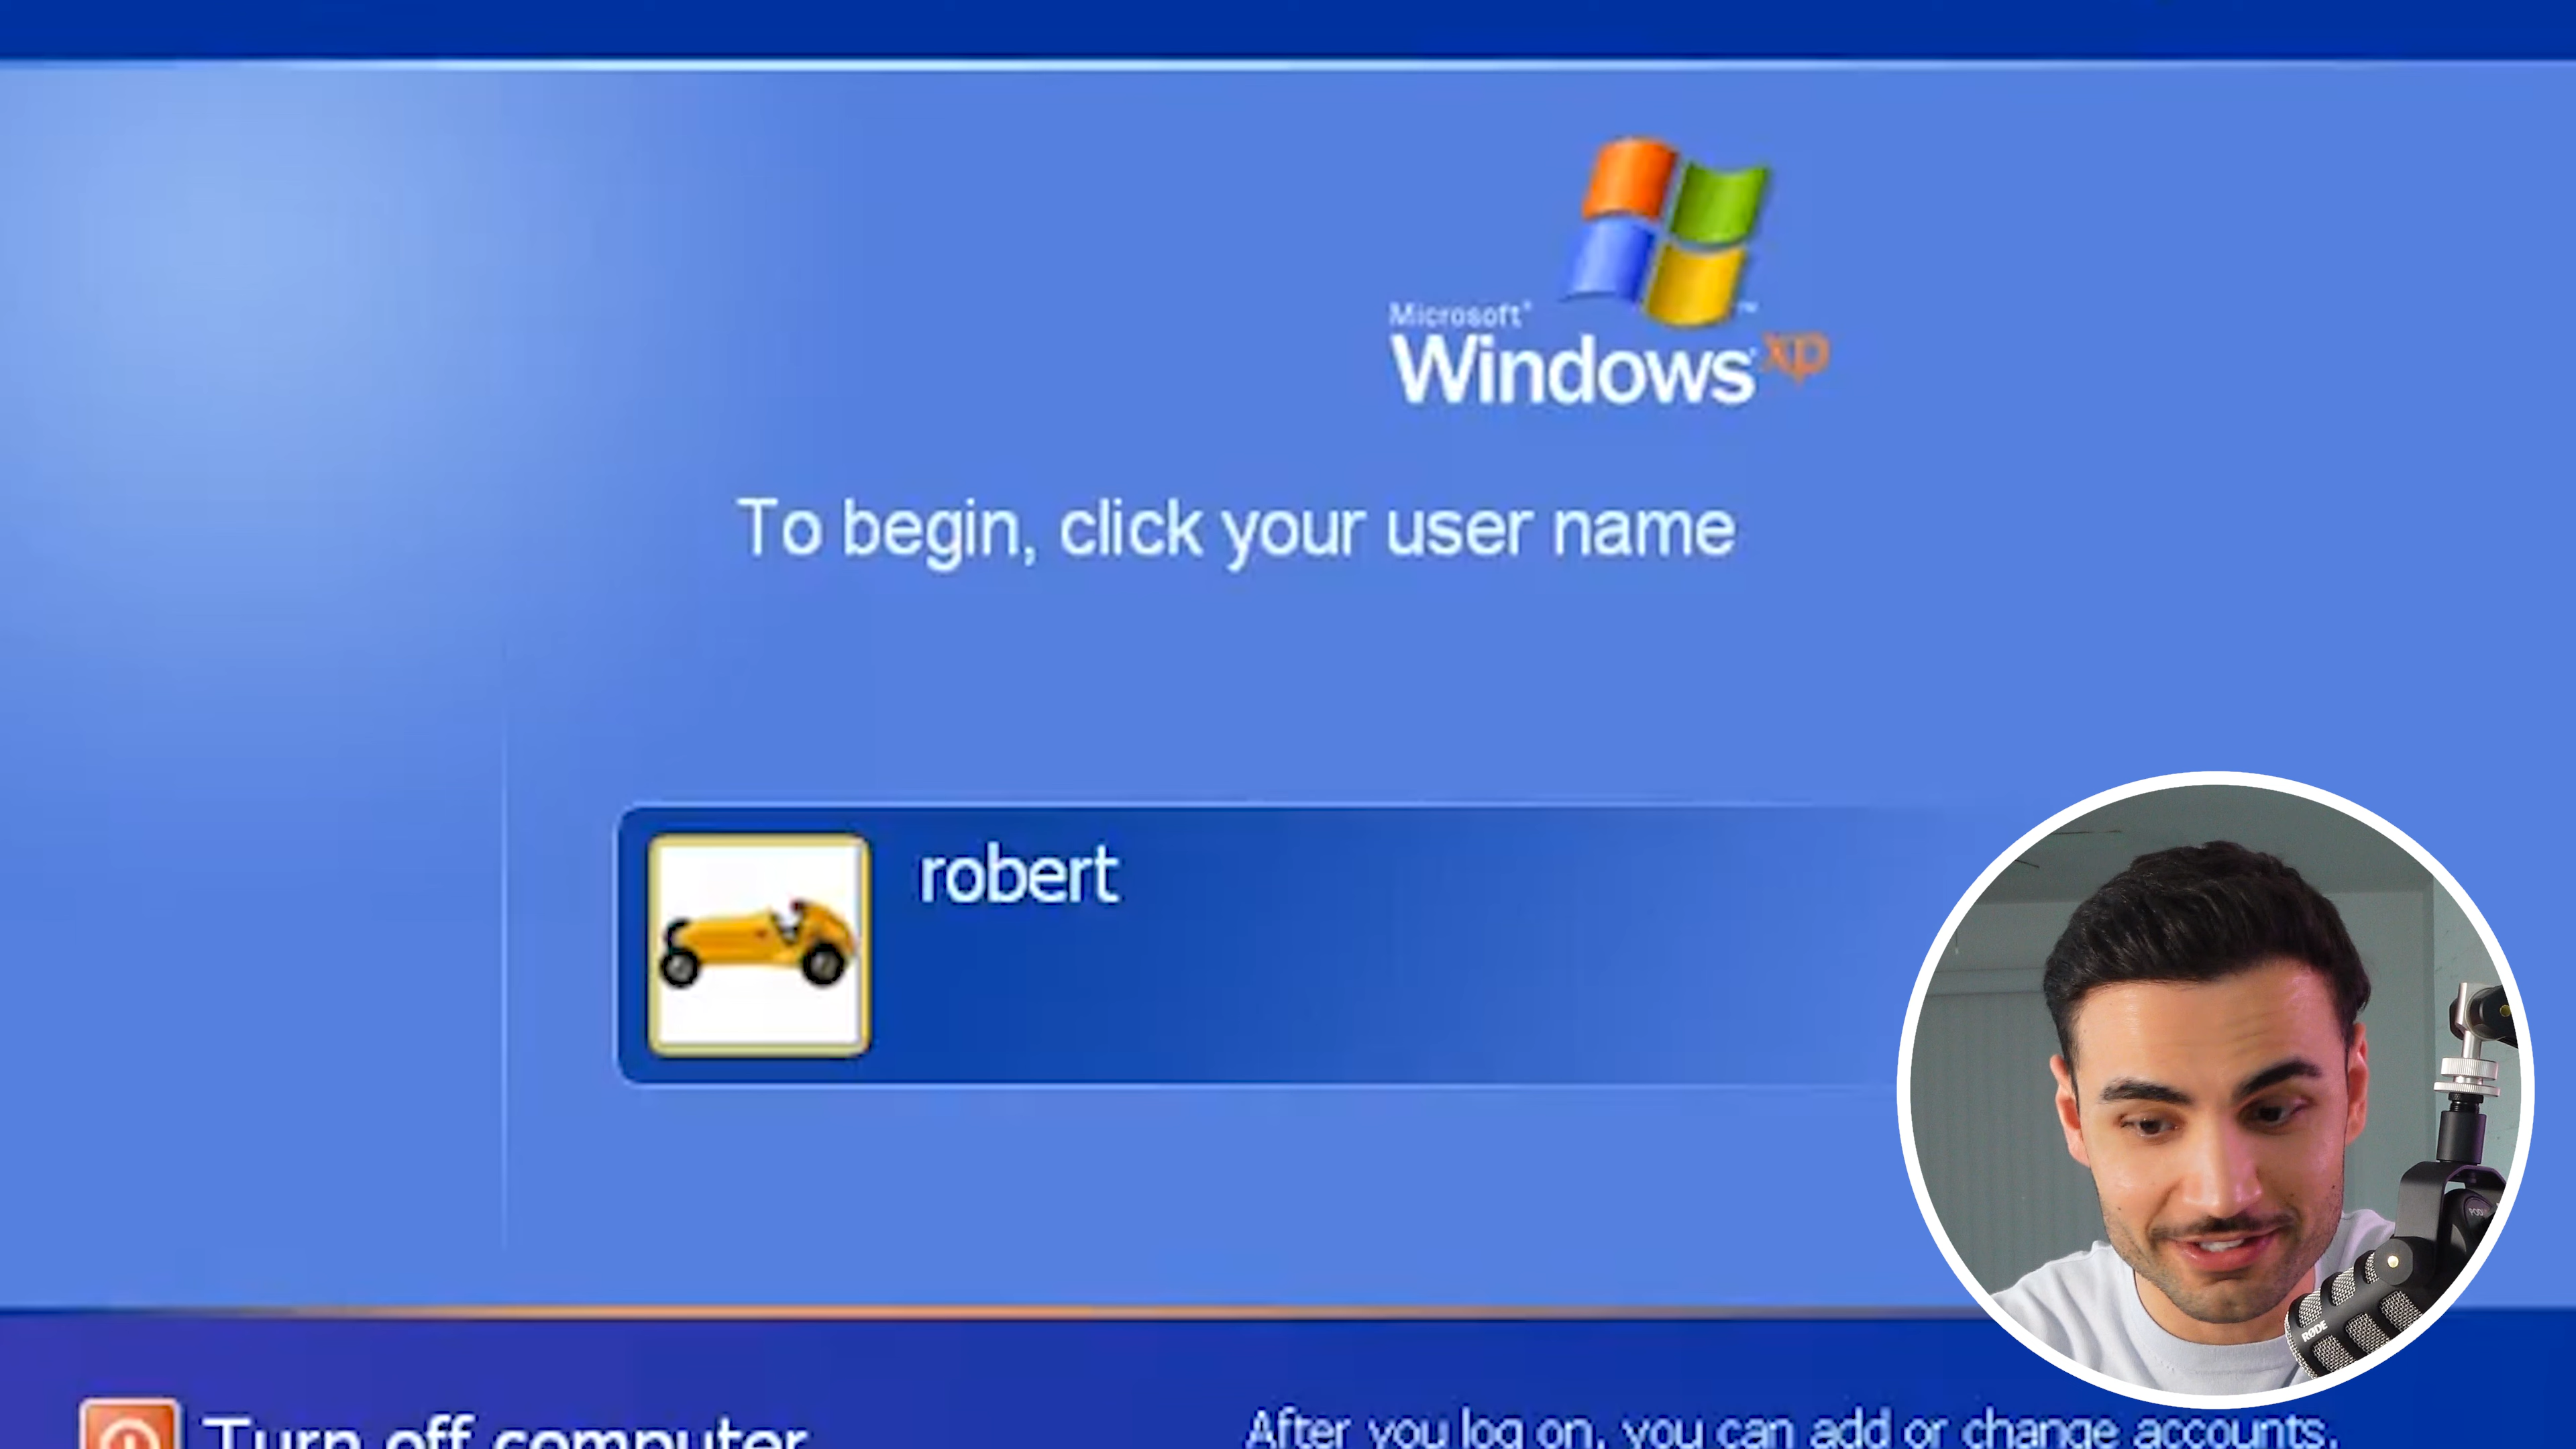 Microsoft®
Windows xp
To begin, click your user name
robert
Turn off computer
After you log on, you can add or change accounts.
RØDE